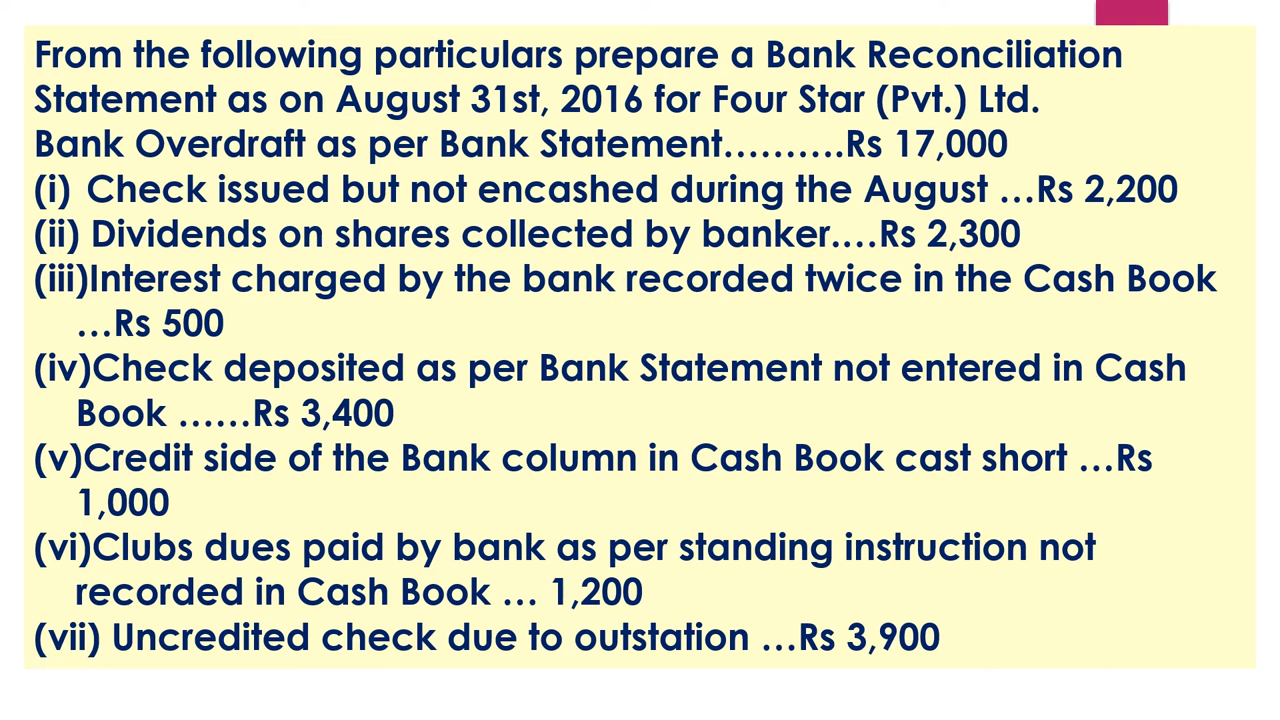 From the following particulars prepare a Bank Reconciliation
Statement as on August 31st, 2016 for Four Star (Pvt.) Ltd.
Bank Overdraft as per Bank Statement……….Rs 17,000
(i) Check issued but not encashed during the August …Rs 2,200
(ii) Dividends on shares collected by banker.…Rs 2,300
(iii)Interest charged by the bank recorded twice in the Cash Book
…Rs 500
(iv)Check deposited as per Bank Statement not entered in Cash
Book ……Rs 3,400
(v)Credit side of the Bank column in Cash Book cast short …Rs
1,000
(vi)Clubs dues paid by bank as per standing instruction not
recorded in Cash Book … 1,200
(vii) Uncredited check due to outstation …Rs 3,900